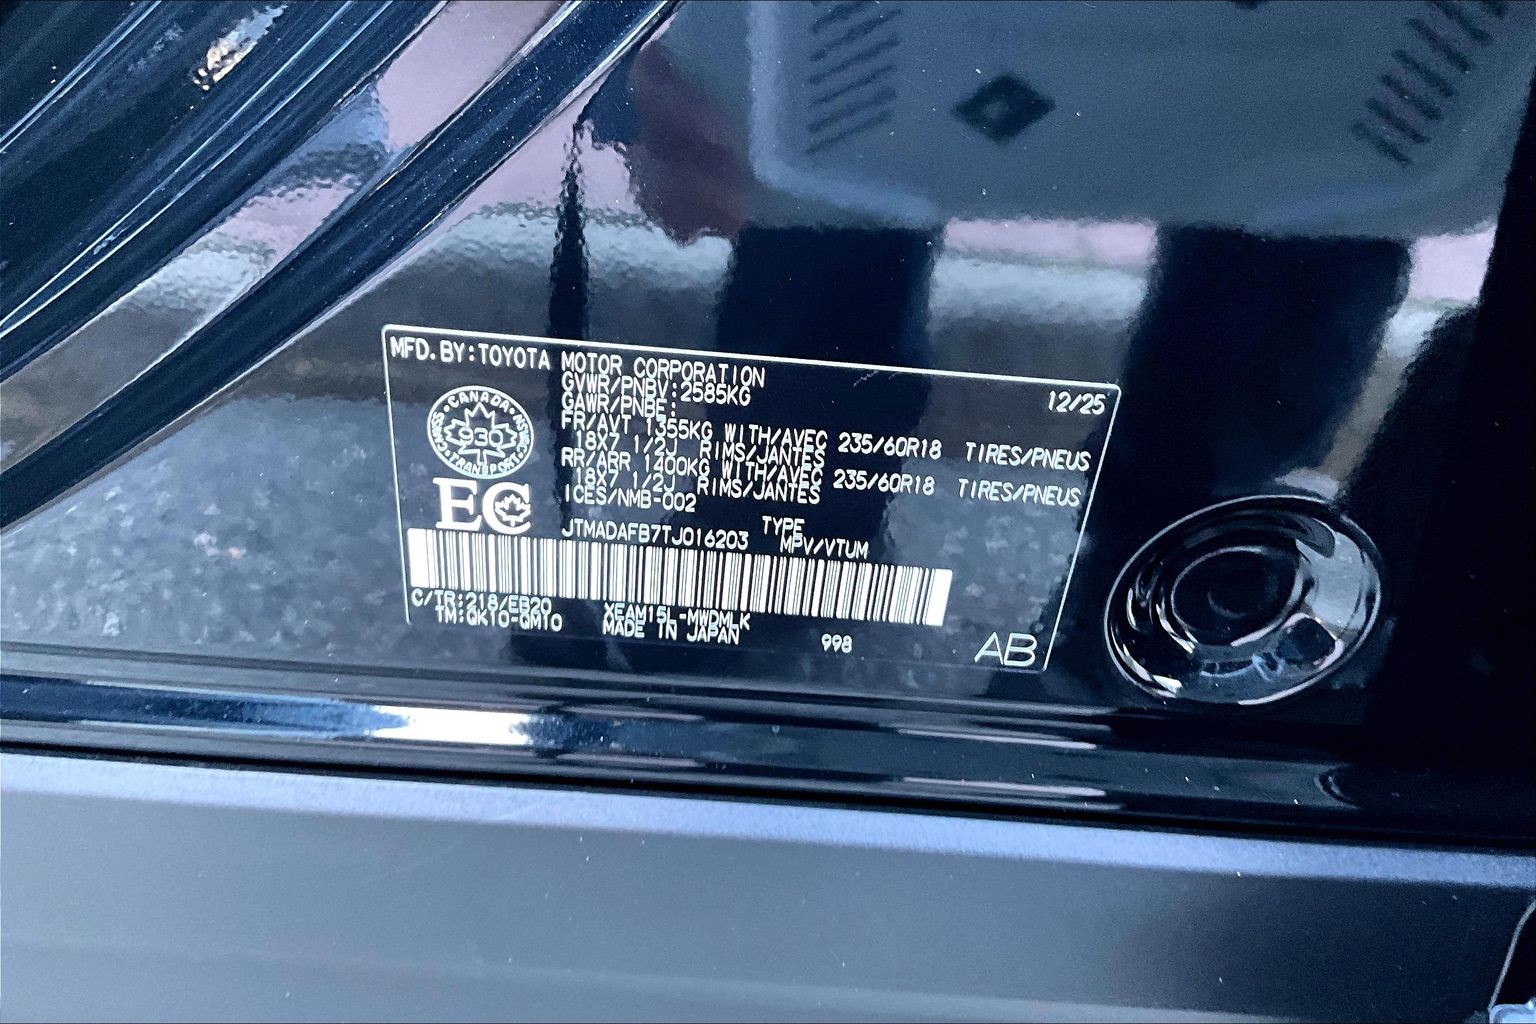 MFD.BY:TOYOTA MOTOR CORPORATION
12/25
GVWR/PNBV:2585KG
GAWR/PNBE:
FR/AVT 1355KG WITH/AVEC 235/60R18 TIRES/PNEUS
18X7 1/2J RIMS/JANTES
RR/ARR 1400KG WITH/AVEC 235/60R18 TIRES/PNEUS
18X7 1/2J RIMS/JANTES
ICES/NMB-002
CANADA
930
TRANSPORT
EC
JTMADAFB7TJ016203 TYPE
MPV/VTUM
C/TR:218/EB20 XEAM15L-MWDMLK
TM:QK10-QM10 MADE IN JAPAN
998
AB